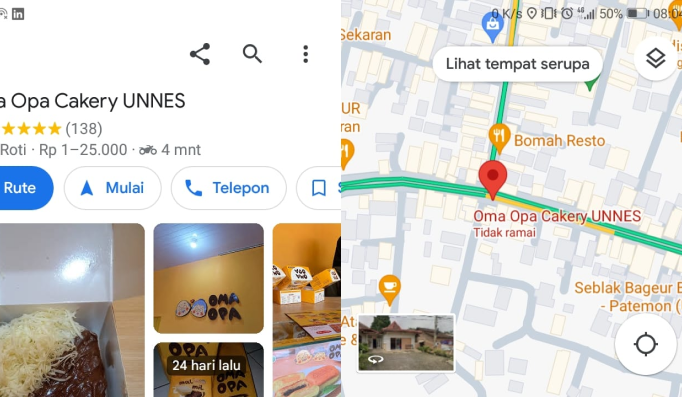 a Opa Cakery UNNES
(138)
Roti · Rp 1–25.000 · 4 mnt
Rute
Mulai
Telepon
S
OMA
OPA
OPA
24 hari lalu
0 K/s
50%
08:04
Sekaran
Lihat tempat serupa
UR
ran
Bomah Resto
Oma Opa Cakery UNNES
Tidak ramai
Seblak Bageur B
- Patemon (
At
e &